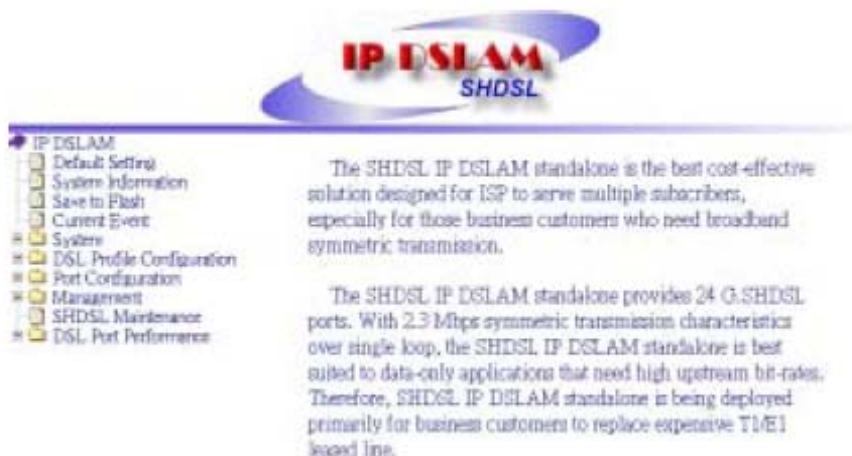 IP DSLAM
SHDSL
IP DSLAM
Default Setting
System Information
Save to Flash
Current Event
System
DSL Profile Configuration
Port Configuration
Management
SHDSL Maintenance
DSL Port Performance
The SHDSL IP DSLAM standalone is the best cost-effective
solution designed for ISP to serve multiple subscribers,
especially for those business customers who need broadband
symmetric transmission.
The SHDSL IP DSLAM standalone provides 24 G.SHDSL
ports. With 2.3 Mbps symmetric transmission characteristics
over single loop, the SHDSL IP DSLAM standalone is best
suited to data-only applications that need high upstream bit-rates.
Therefore, SHDSL IP DSLAM standalone is being deployed
primarily for business customers to replace expensive T1/E1
leased line.